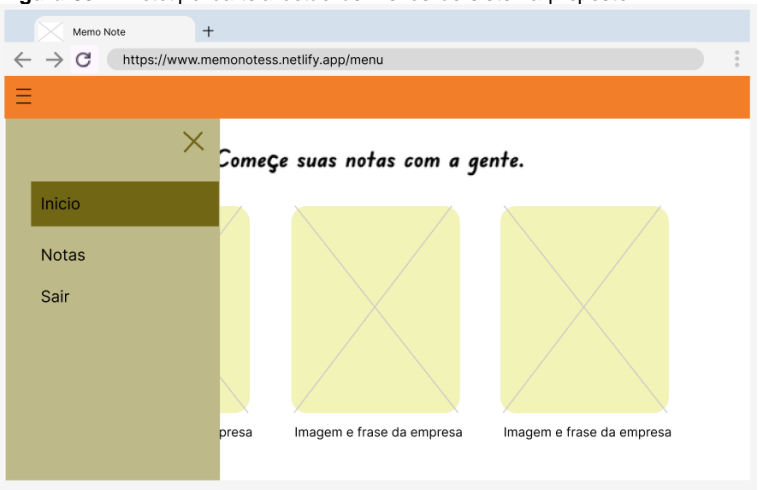 Memo Note
+
https://www.memonotess.netlify.app/menu
Começe suas notas com a gente.
Inicio
Notas
Sair
presa
Imagem e frase da empresa
Imagem e frase da empresa